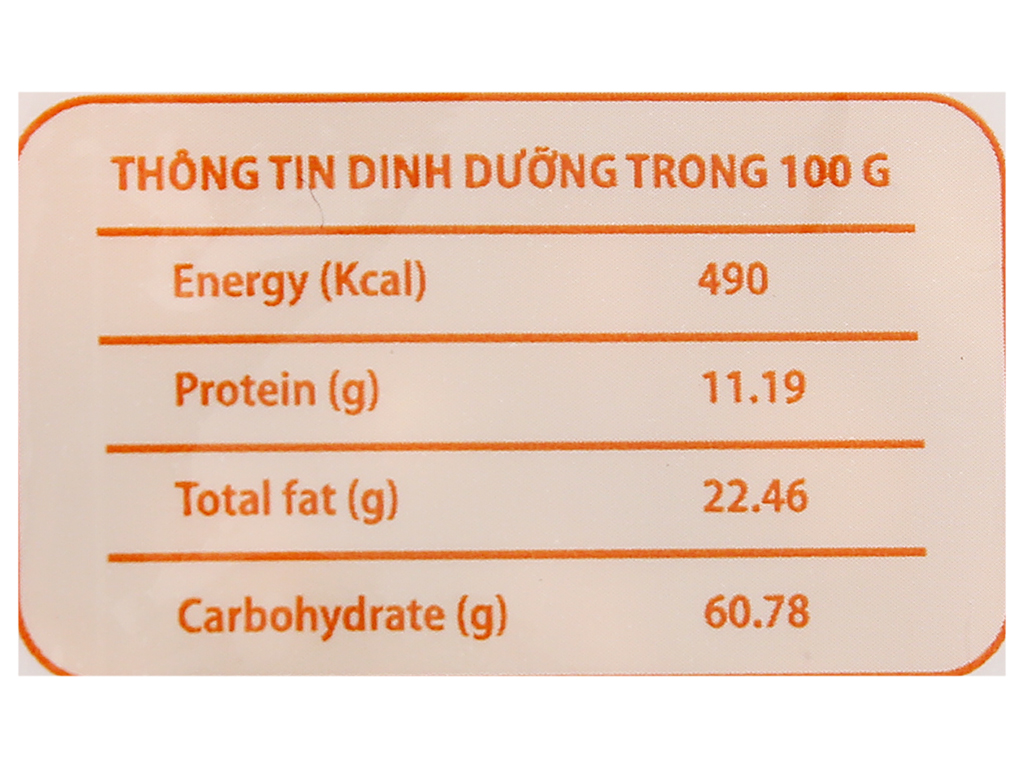 THÔNG TIN DINH DƯỠNG TRONG 100 G
Energy (Kcal) 490
Protein (g) 11.19
Total fat (g) 22.46
Carbohydrate (g) 60.78